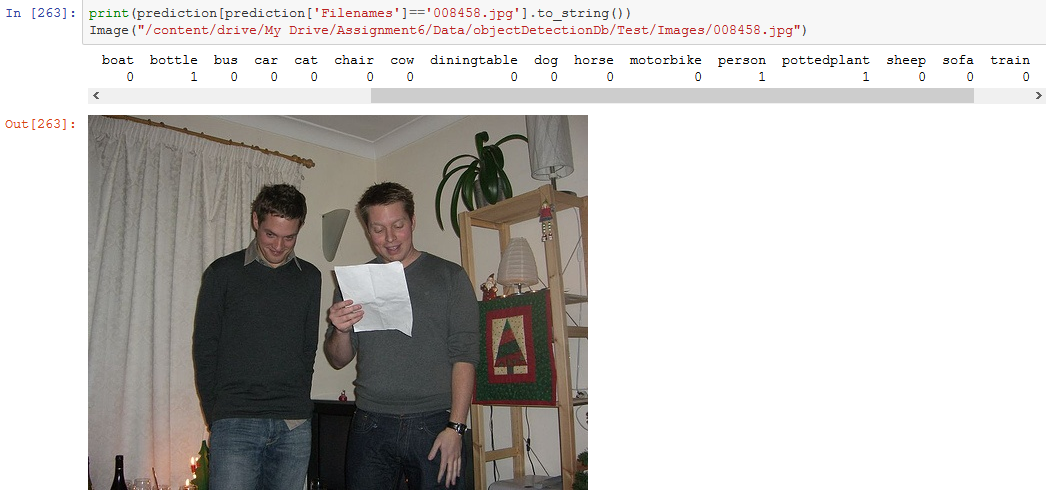 In [263]: print(prediction[prediction['Filenames']=='008458.jpg'].to_string())
Image("/content/drive/My Drive/Assignment6/Data/objectDetectionDb/Test/Images/008458.jpg")
boat bottle bus car cat chair cow diningtable dog horse motorbike person pottedplant sheep sofa train
0 1 0 0 0 0 0 0 0 0 0 1 1 0 0 0
Out[263]: